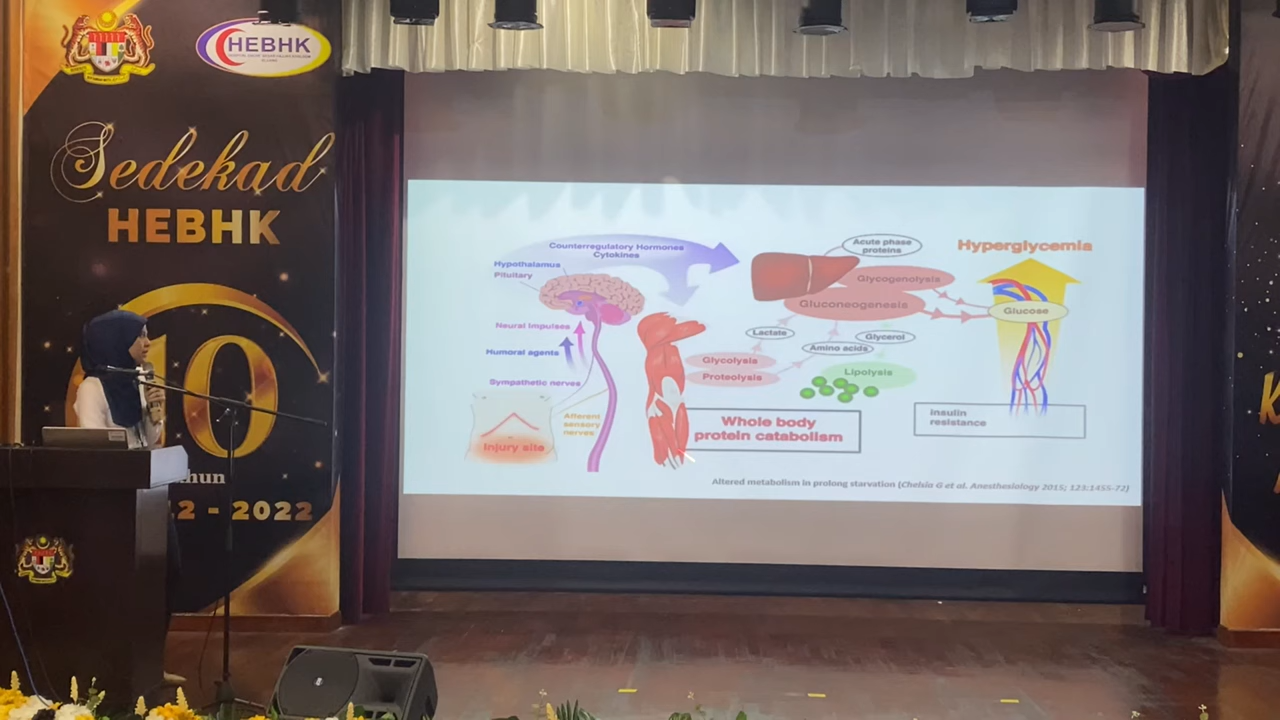 HEBHK
Sedekad
HEBHK
10
2 - 2022
Counterregulatory Hormones
Cytokines
Hypothalamus
Pituitary
Neural Impulses
Humoral agents
Sympathetic nerves
Afferent
sensory
nerves
Injury site
Acute phase
proteins
Glycogenolysis
Gluconeogenesis
Lactate
Amino acids
Glycerol
Glycolysis
Proteolysis
Lipolysis
Whole body
protein catabolism
Hyperglycemia
Glucose
Insulin
resistance
Altered metabolism in prolong starvation (Chelsia G et al. Anesthesiology 2015; 123:1455-72)